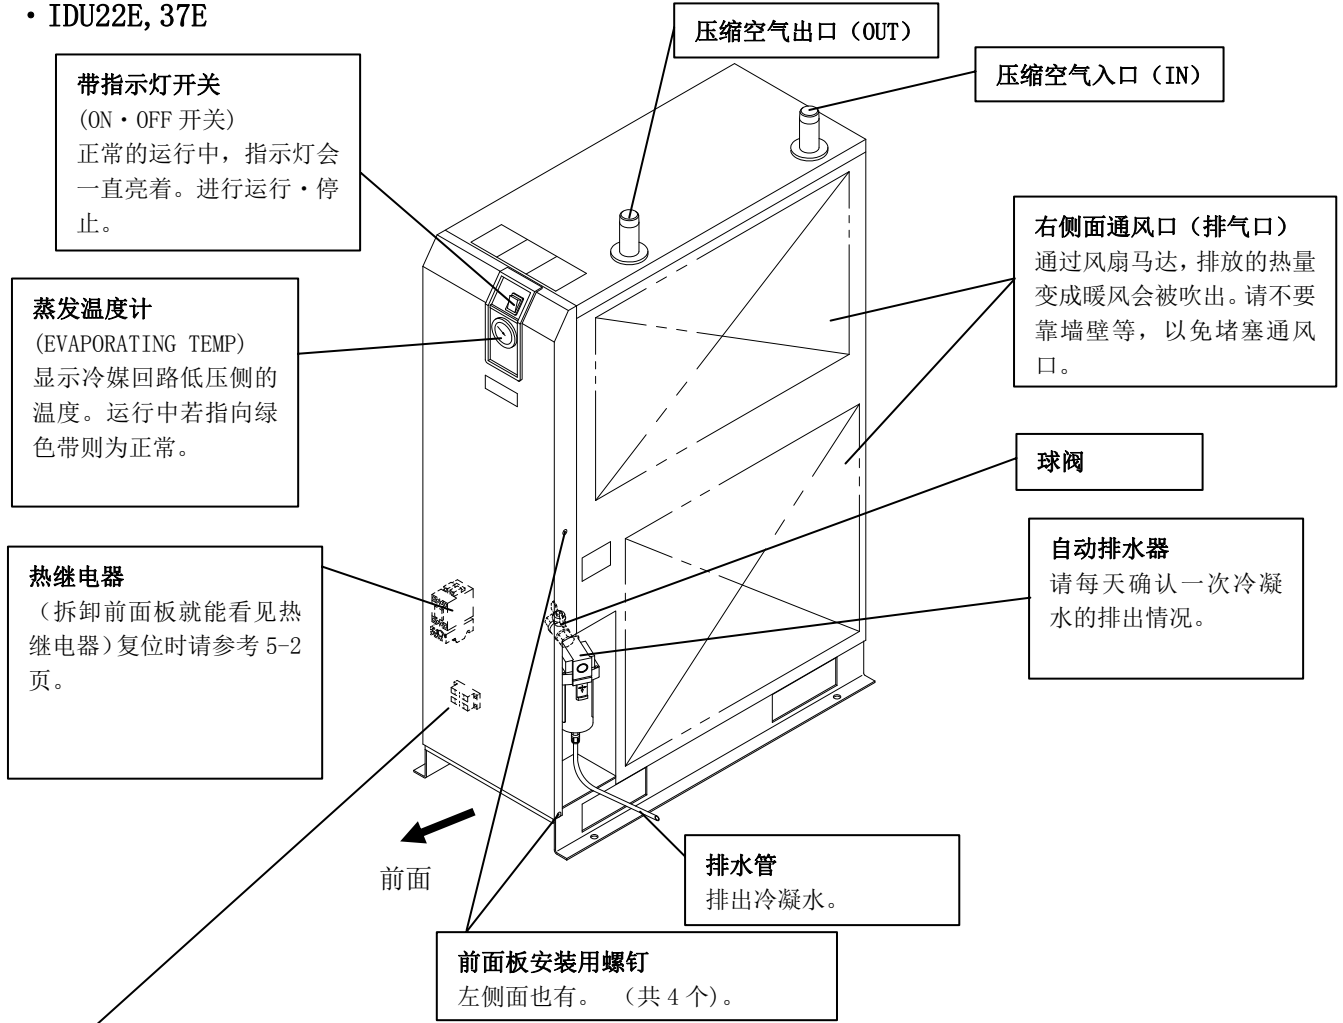 ・IDU22E,37E
压缩空气出口（OUT）
压缩空气入口（IN）
带指示灯开关
(ON・OFF 开关)
正常的运行中，指示灯会
一直亮着。进行运行・停
止。
右侧面通风口（排气口）
通过风扇马达,排放的热量
变成暖风会被吹出。请不要
靠墙壁等，以免堵塞通风
口。
蒸发温度计
(EVAPORATING TEMP)
显示冷媒回路低压侧的
温度。运行中若指向绿
色带则为正常。
球阀
热继电器
（拆卸前面板就能看见热
继电器)复位时请参考 5-2
页。
自动排水器
请每天确认一次冷凝
水的排出情况。
前面
排水管
排出冷凝水。
前面板安装用螺钉
左侧面也有。 （共 4 个)。